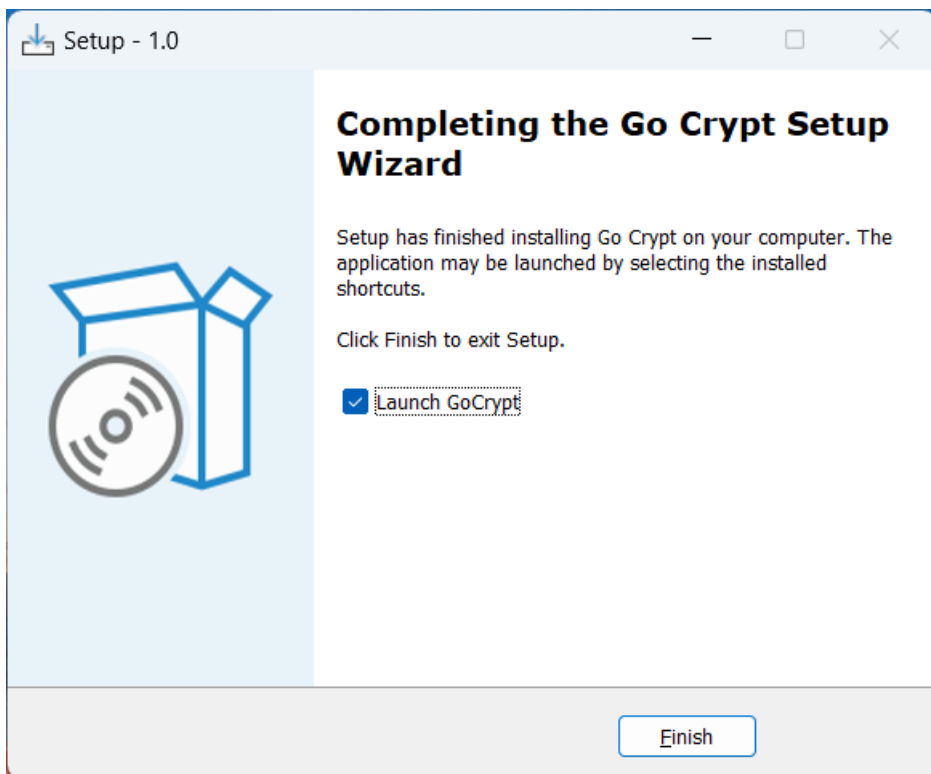 Setup - 1.0
Completing the Go Crypt Setup
Wizard
Setup has finished installing Go Crypt on your computer. The
application may be launched by selecting the installed
shortcuts.
Click Finish to exit Setup.
Launch GoCrypt
Finish